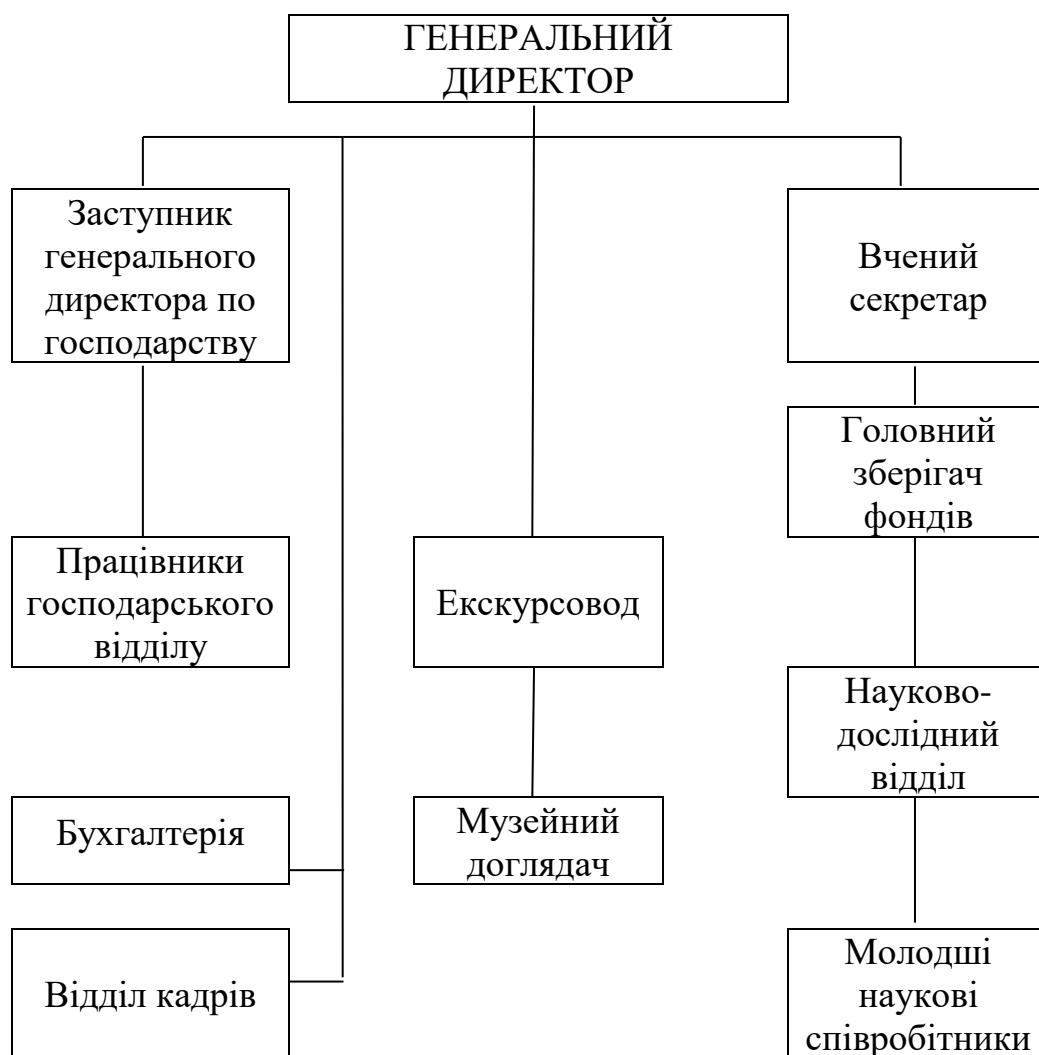 ГЕНЕРАЛЬНИЙ
ДИРЕКТОР
Заступник
генерального
директора по
господарству
Вчений
секретар
Головний
зберігач
фондів
Працівники
господарського
відділу
Екскурсовод
Науково-
дослідний
відділ
Бухгалтерія
Музейний
доглядач
Відділ кадрів
Молодші
наукові
співробітники